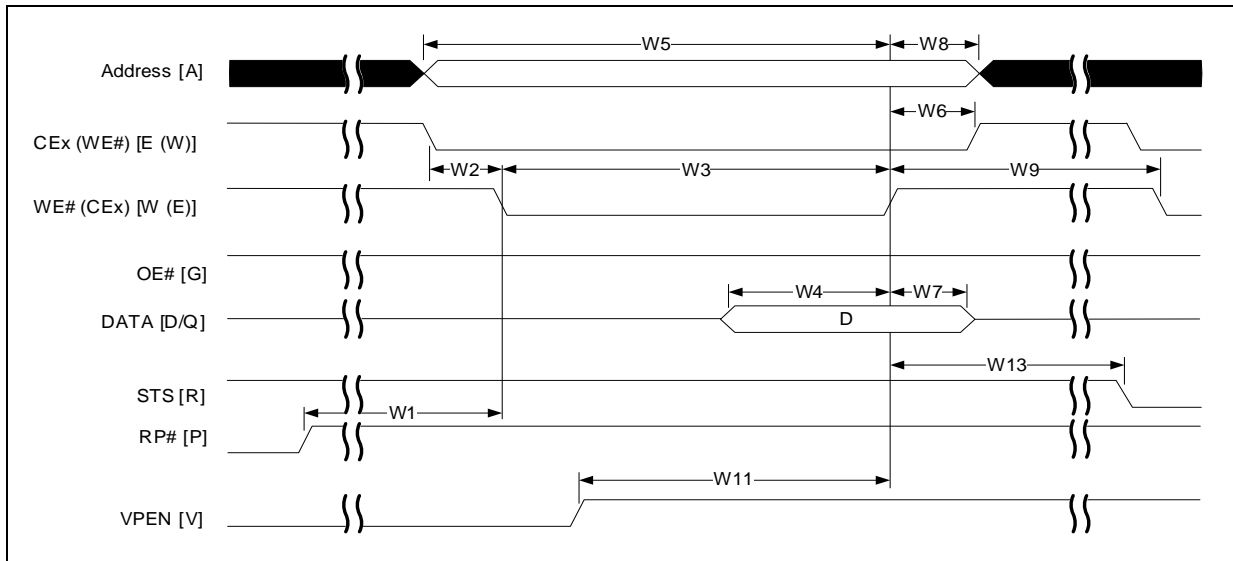 W5
W8
Address [A]
W6
CEx (WE#) [E (W)]
W2
W3
W9
WE# (CEx) [W (E)]
OE# [G]
W4
W7
DATA [D/Q]
D
W13
STS [R]
W1
RP# [P]
W11
VPEN [V]